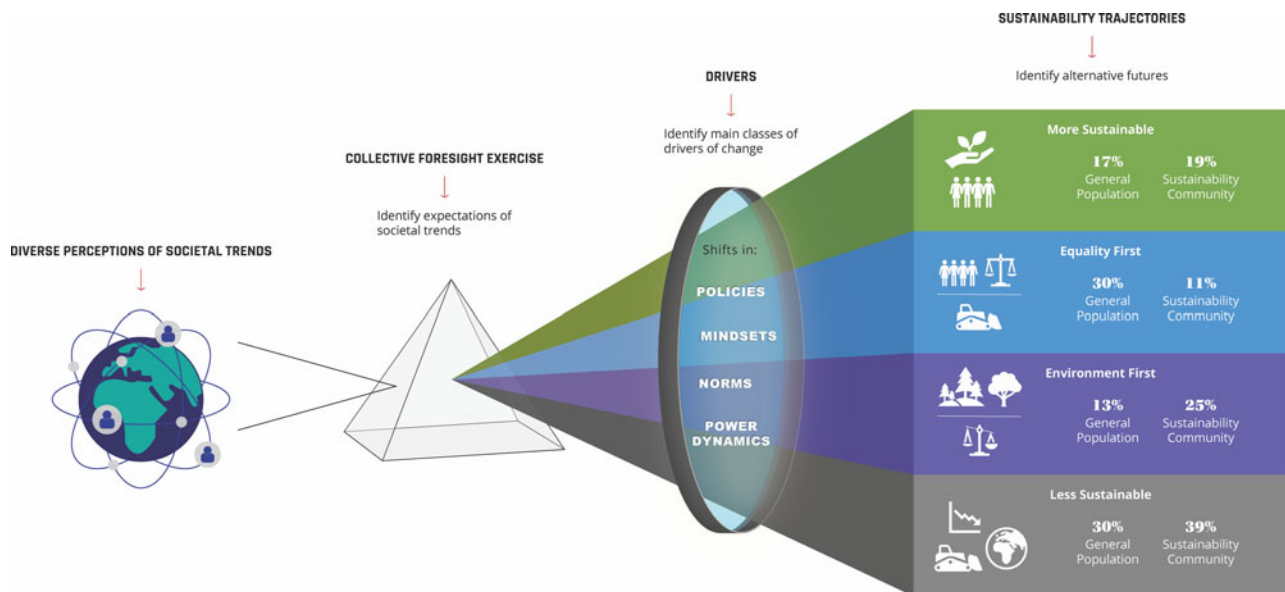 DIVERSE PERCEPTIONS OF SOCIETAL TRENDS
COLLECTIVE FORESIGHT EXERCISE
Identify expectations of
societal trends
DRIVERS
Identify main classes of
drivers of change
Shifts in:
POLICIES
MINDSETS
NORMS
POWER
DYNAMICS
SUSTAINABILITY TRAJECTORIES
Identify alternative futures
More Sustainable
17% 19%
General Sustainability
Population Community
Equality First
30% 11%
General Sustainability
Population Community
Environment First
13% 25%
General Sustainability
Population Community
Less Sustainable
30% 39%
General Sustainability
Population Community